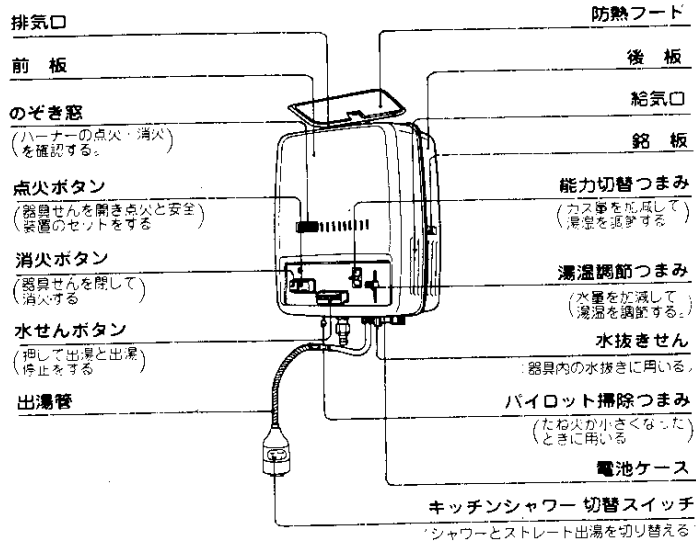 排気口
前 板
のぞき窓
(バーナーの点火・消火
を確認する。)
点火ボタン
(器具せんを開き点火と安全
装置のセットをする)
消火ボタン
(器具せんを閉して
消火する)
水せんボタン
(押して出湯と出湯
停止をする)
出湯管
防熱フード
後 板
給気口
銘 板
能力切替つまみ
(ガス量を加減して
湯温を調節する)
湯温調節つまみ
(水量を加減して
湯温を調節する。)
水抜きせん
(器具内の水抜きに用いる)
パイロット掃除つまみ
(たね火が小さくなった
ときに用いる)
電池ケース
キッチンシャワー切替スイッチ
(シャワーとストレート出湯を切り替える)